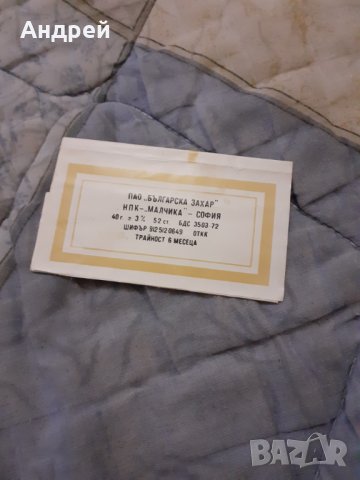 Андрей
ПАО „БЪЛГАРСКА ЗАХАР"
НПК-„МАЛЧИКА"- СОФИЯ
40 г. ± 3% 52 ст. БДС 3503-72
ШИФЪР 9125120649 ОТКК
ТРАЙНОСТ 6 МЕСЕЦА
BAZAR